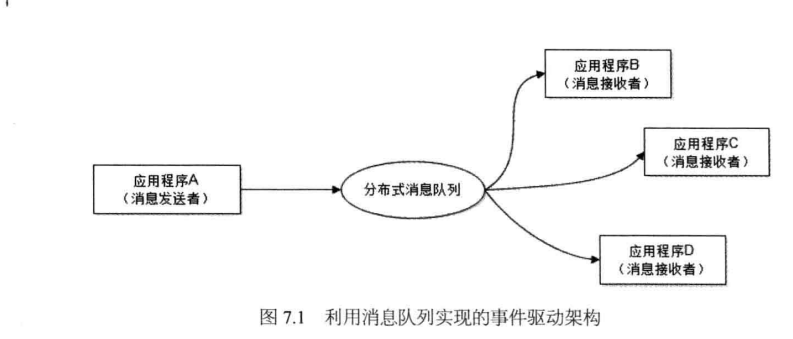 应用程序B
（消息接收者）
应用程序C
（消息接收者）
应用程序A
（消息发送者）
分布式消息队列
应用程序D
（消息接收者）
图 7.1 利用消息队列实现的事件驱动架构